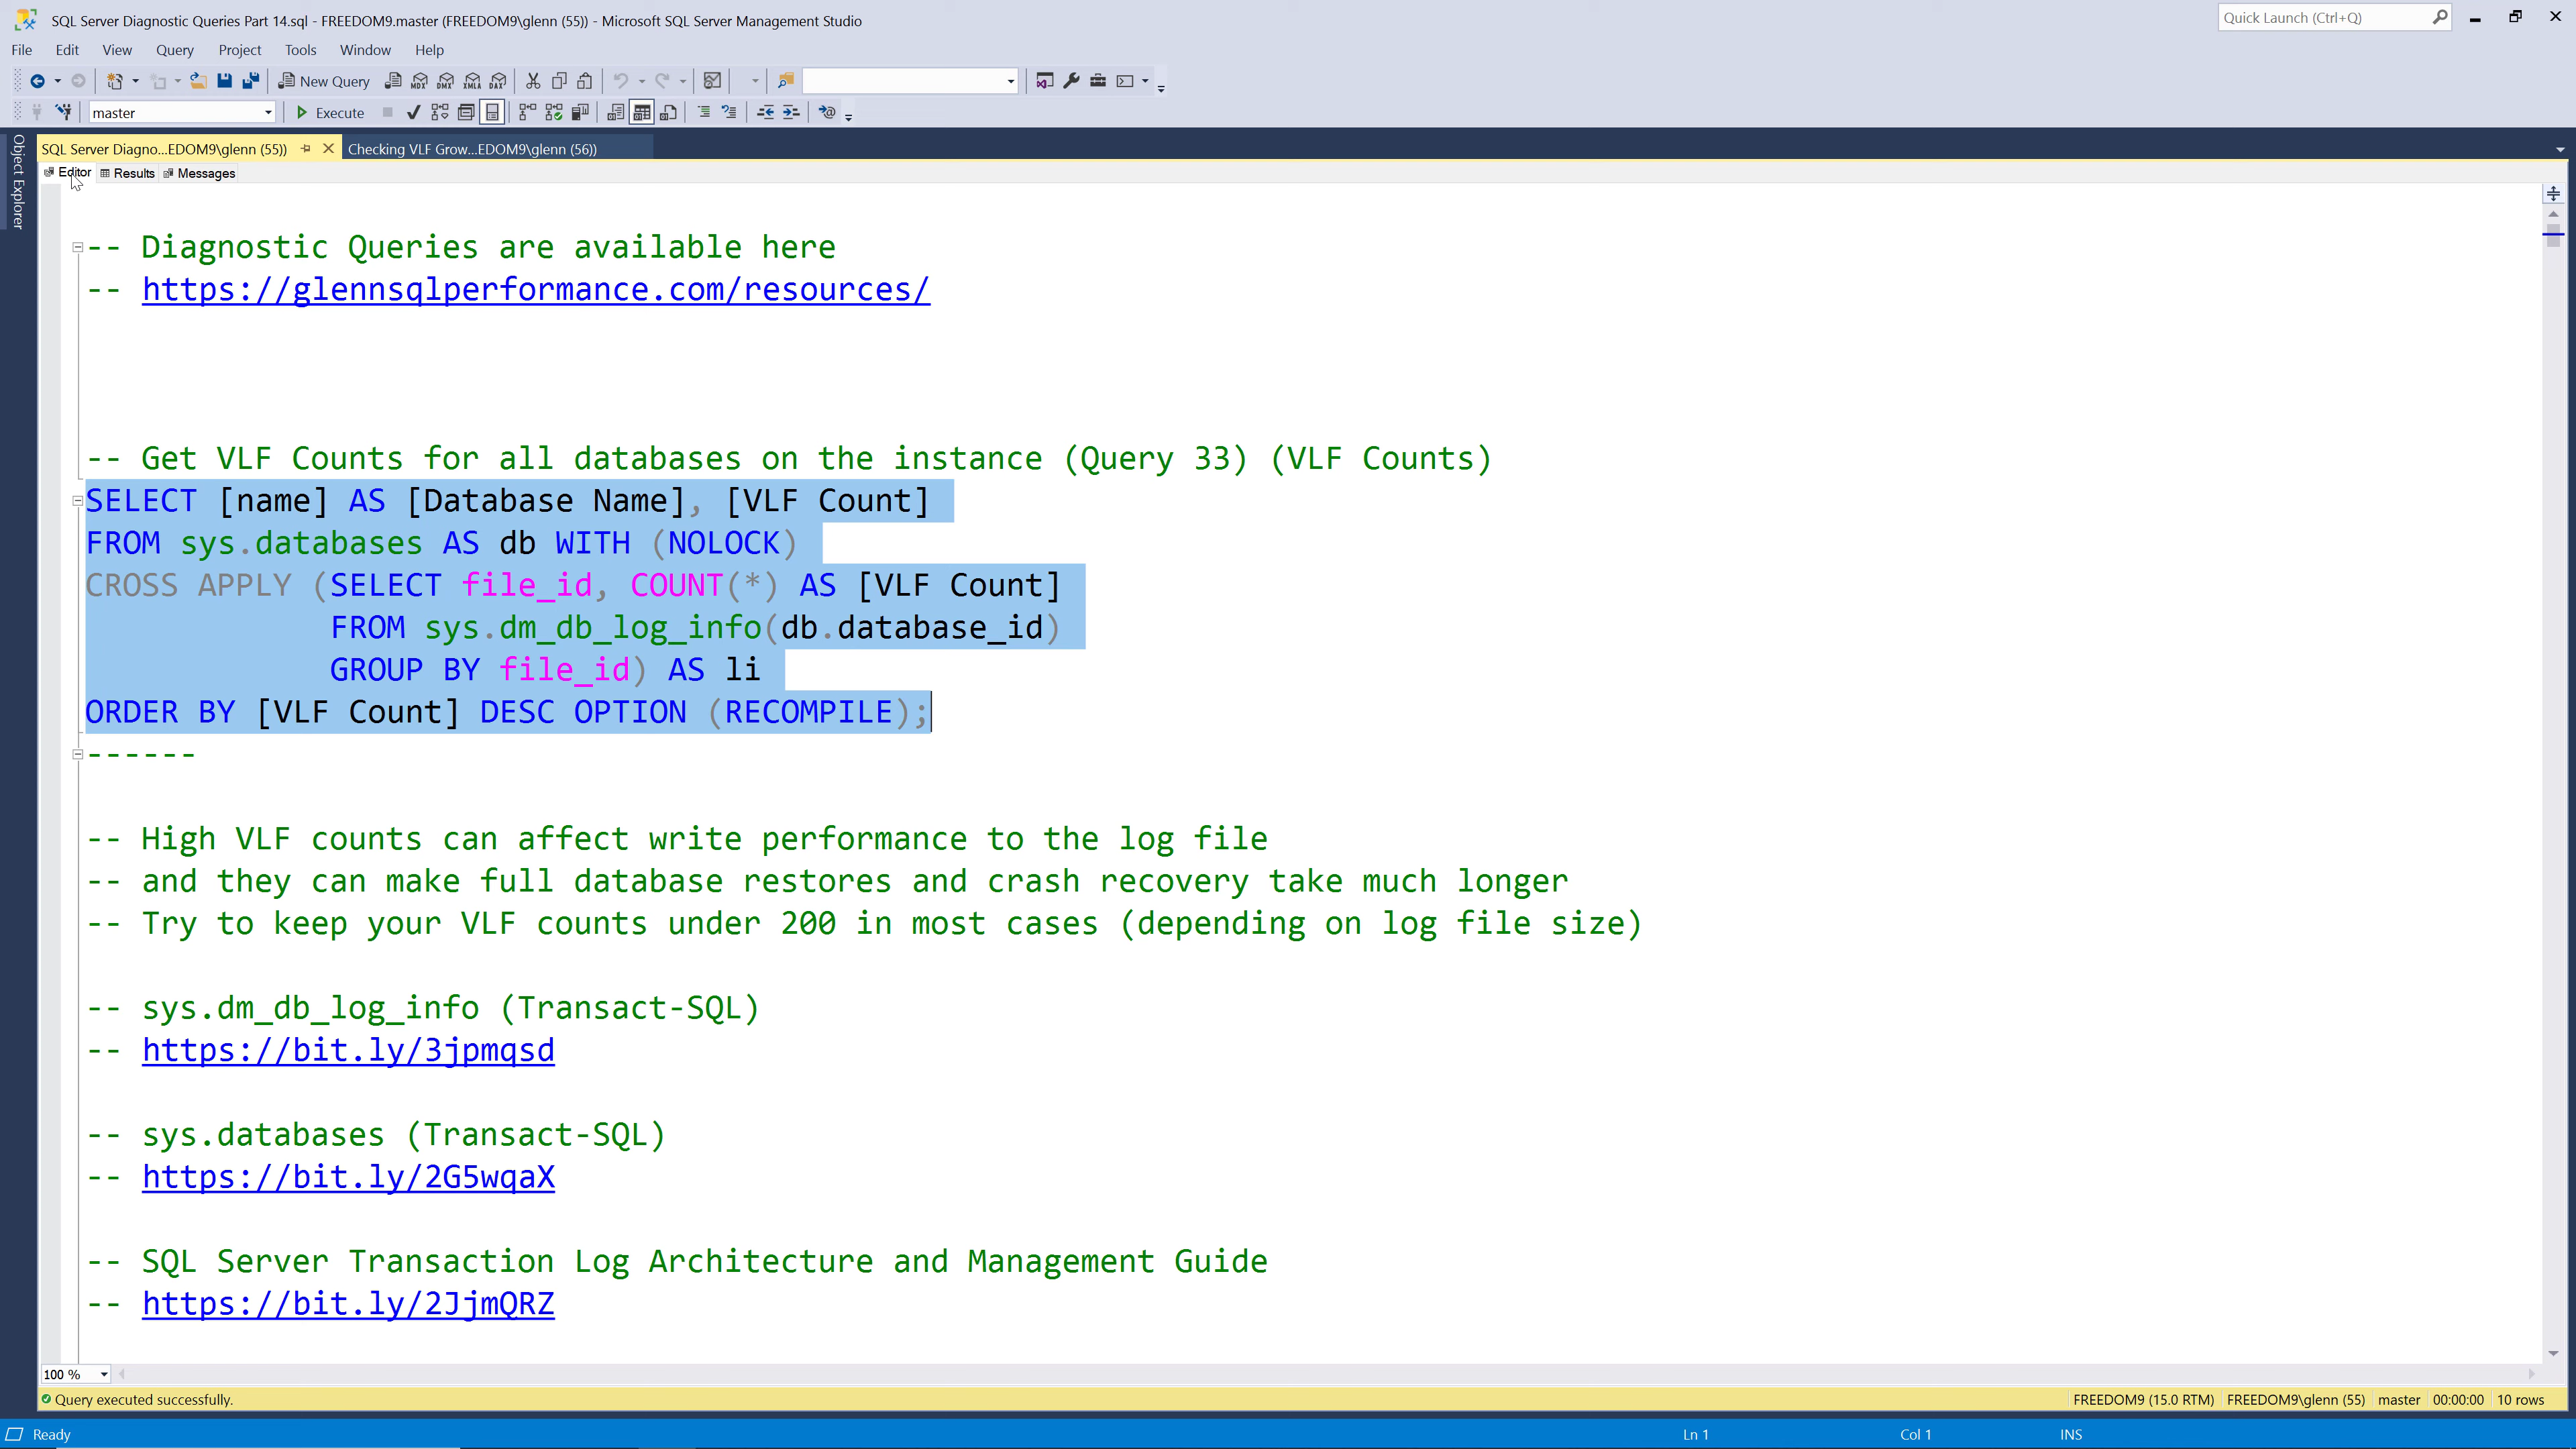 SQL Server Diagnostic Queries Part 14.sql - FREEDOM9.master (FREEDOM9\glenn (55)) - Microsoft SQL Server Management Studio
Quick Launch (Ctrl+Q)
File Edit View Query Project Tools Window Help
New Query MDX DMX XMLA DAX
master Execute
Object Explorer
SQL Server Diagno...EDOM9\glenn (55)) Checking VLF Grow...EDOM9\glenn (56))
Editor Results Messages
-- Diagnostic Queries are available here
-- https://glennsqlperformance.com/resources/
-- Get VLF Counts for all databases on the instance (Query 33) (VLF Counts)
SELECT [name] AS [Database Name], [VLF Count]
FROM sys.databases AS db WITH (NOLOCK)
CROSS APPLY (SELECT file_id, COUNT(*) AS [VLF Count]
FROM sys.dm_db_log_info(db.database_id)
GROUP BY file_id) AS li
ORDER BY [VLF Count] DESC OPTION (RECOMPILE);
------
-- High VLF counts can affect write performance to the log file
-- and they can make full database restores and crash recovery take much longer
-- Try to keep your VLF counts under 200 in most cases (depending on log file size)
-- sys.dm_db_log_info (Transact-SQL)
-- https://bit.ly/3jpmqsd
-- sys.databases (Transact-SQL)
-- https://bit.ly/2G5wqaX
-- SQL Server Transaction Log Architecture and Management Guide
-- https://bit.ly/2JjmQRZ
100 %
Query executed successfully. FREEDOM9 (15.0 RTM) FREEDOM9\glenn (55) master 00:00:00 10 rows
Ready Ln 1 Col 1 INS